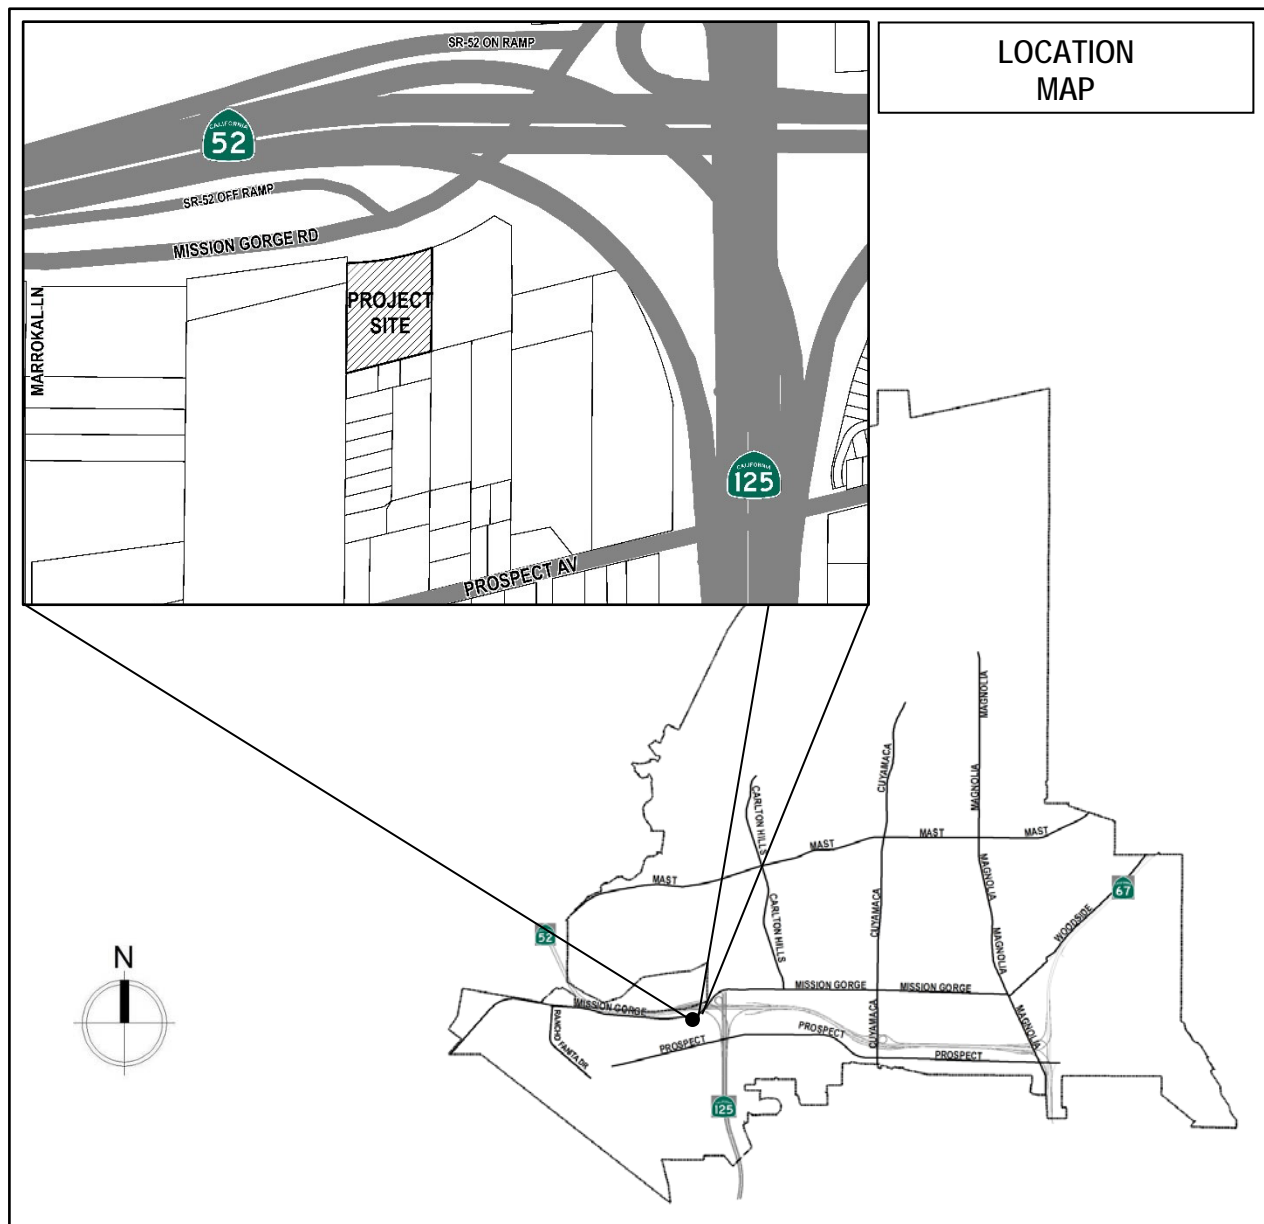 LOCATION
MAP
SR-52 ON RAMP
CALIFORNIA
52
SR-52 OFF RAMP
MISSION GORGE RD
MARROKAL LN
PROJECT
SITE
CALIFORNIA
125
PROSPECT AV
MAGNOLIA
CUYAMACA
MAGNOLIA
CARLTON HILLS
MAST
MAST
MAST
MAST
MAGNOLIA
67
CARLTON HILLS
CUYAMACA
WOODSIDE
52
MAGNOLIA
N
MISSION GORGE
MISSION GORGE
MISSION GORGE
RANCHO FANITA DR
PROSPECT
PROSPECT
CUYAMACA
MAGNOLIA
PROSPECT
125